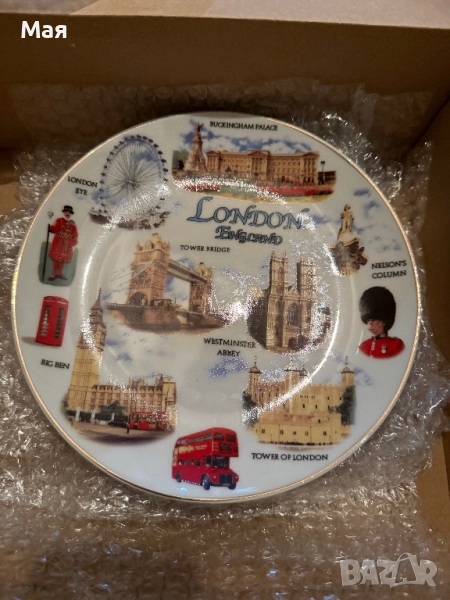 Мая
BUCKINGHAM PALACE
LONDON
EYE
LONDON
ENGLAND
TOWER BRIDGE
NELSON'S
COLUMN
WESTMINSTER
ABBEY
BIG BEN
TOWER OF LONDON
BAZAR